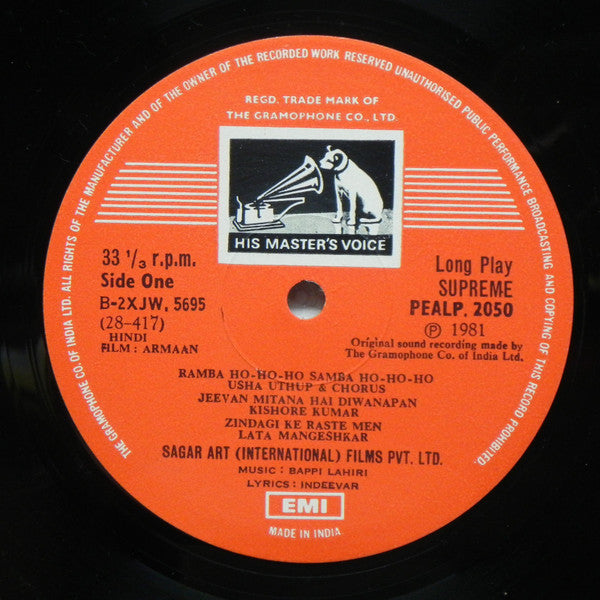 THE GRAMOPHONE CO. OF INDIA LTD. ALL RIGHTS OF THE MANUFACTURER AND OF THE OWNER OF THE RECORDED WORK RESERVED UNAUTHORISED PUBLIC PERFORMANCE BROADCASTING AND COPYING OF THIS RECORD PROHIBITED.
REGD. TRADE MARK OF
THE GRAMOPHONE CO., LTD.
HIS MASTER'S VOICE
33 1/3 r.p.m.
Side One
B-2XJW, 5695
(28-417)
HINDI
FILM : ARMAAN
Long Play
SUPREME
PEALP. 2050
℗ 1981
Original sound recording made by
The Gramophone Co. of India Ltd.
RAMBA HO-HO-HO SAMBA HO-HO-HO
USHA UTHUP & CHORUS
JEEVAN MITANA HAI DIWANAPAN
KISHORE KUMAR
ZINDAGI KE RASTE MEN
LATA MANGESHKAR
SAGAR ART (INTERNATIONAL) FILMS PVT. LTD.
MUSIC : BAPPI LAHIRI
LYRICS : INDEEVAR
EMI
MADE IN INDIA